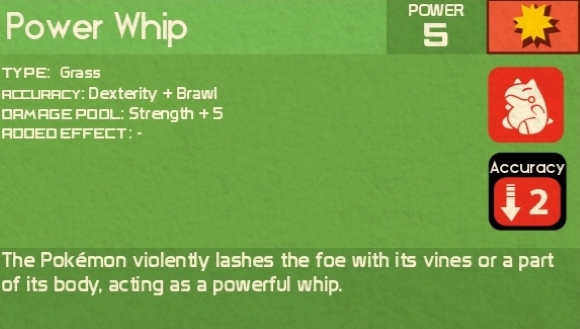 Power Whip
POWER
5
TYPE: Grass
ACCURACY: Dexterity + Brawl
DAMAGE POOL: Strength + 5
ADDED EFFECT: -
Accuracy
2
The Pokémon violently lashes the foe with its vines or a part
of its body, acting as a powerful whip.